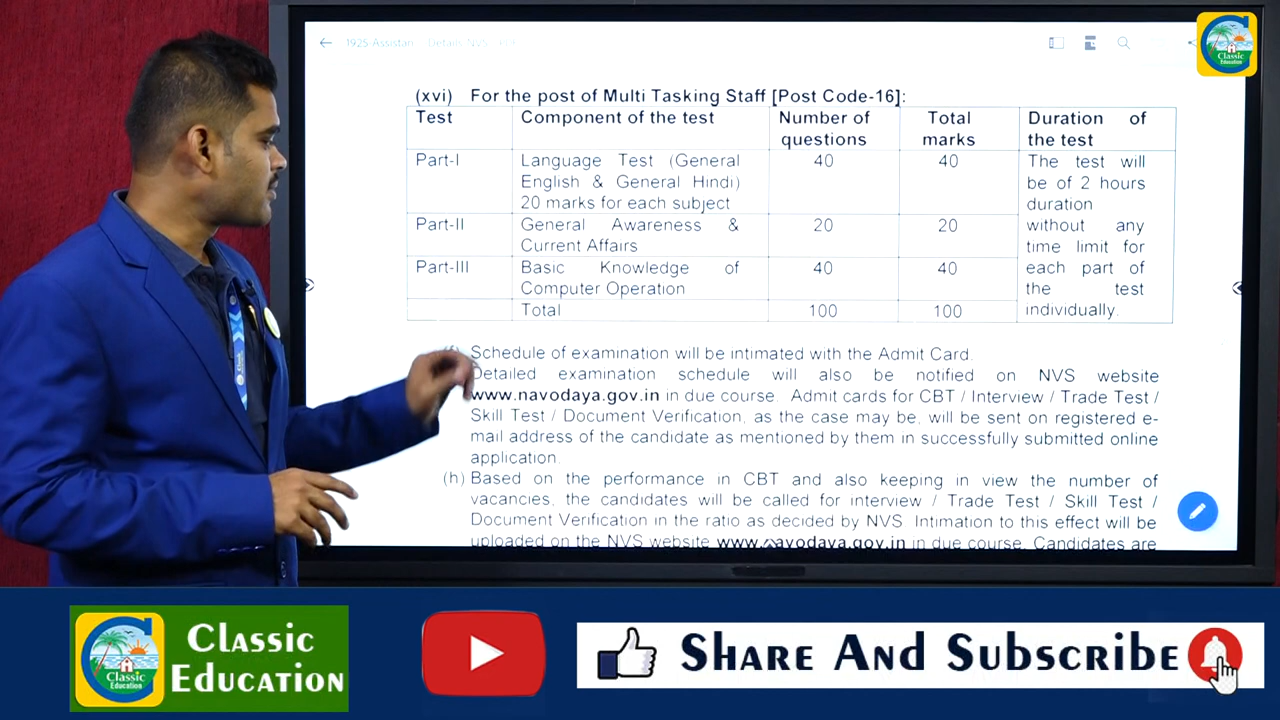 1925-Assistan Details NVS
Classic
Education
(xvi) For the post of Multi Tasking Staff [Post Code-16]:
Test Component of the test Number of questions Total marks Duration of the test
Part-I Language Test (General English & General Hindi) 20 marks for each subject 40 40 The test will be of 2 hours duration without any time limit for each part of the test individually.
Part-II General Awareness & Current Affairs 20 20
Part-III Basic Knowledge of Computer Operation 40 40
Total 100 100
Schedule of examination will be intimated with the Admit Card.
Detailed examination schedule will also be notified on NVS website
www.navodaya.gov.in in due course. Admit cards for CBT / Interview / Trade Test /
Skill Test / Document Verification, as the case may be, will be sent on registered e-
mail address of the candidate as mentioned by them in successfully submitted online
application.
(h) Based on the performance in CBT and also keeping in view the number of
vacancies, the candidates will be called for interview / Trade Test / Skill Test /
Document Verification in the ratio as decided by NVS. Intimation to this effect will be
uploaded on the NVS website www.navodaya.gov.in in due course. Candidates are
Classic
Education
Classic
Education
Share And Subscribe